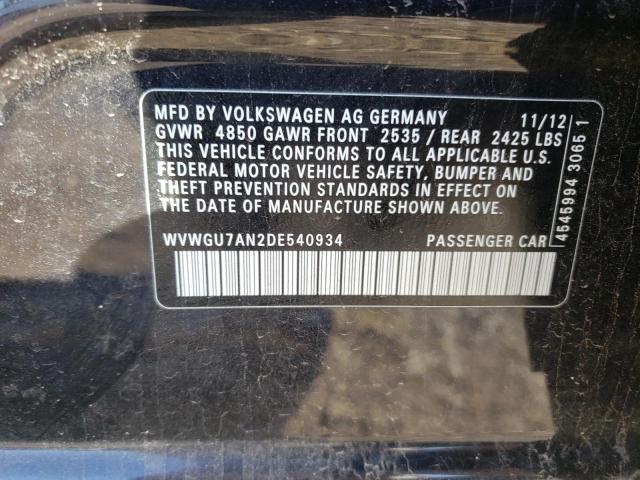 MFD BY VOLKSWAGEN AG GERMANY 11/12
GVWR 4850 GAWR FRONT 2535 / REAR 2425 LBS
THIS VEHICLE CONFORMS TO ALL APPLICABLE U.S.
FEDERAL MOTOR VEHICLE SAFETY, BUMPER AND
THEFT PREVENTION STANDARDS IN EFFECT ON
THE DATE OF MANUFACTURE SHOWN ABOVE
WVWGU7AN2DE540934 PASSENGER CAR
4545994 3065 1